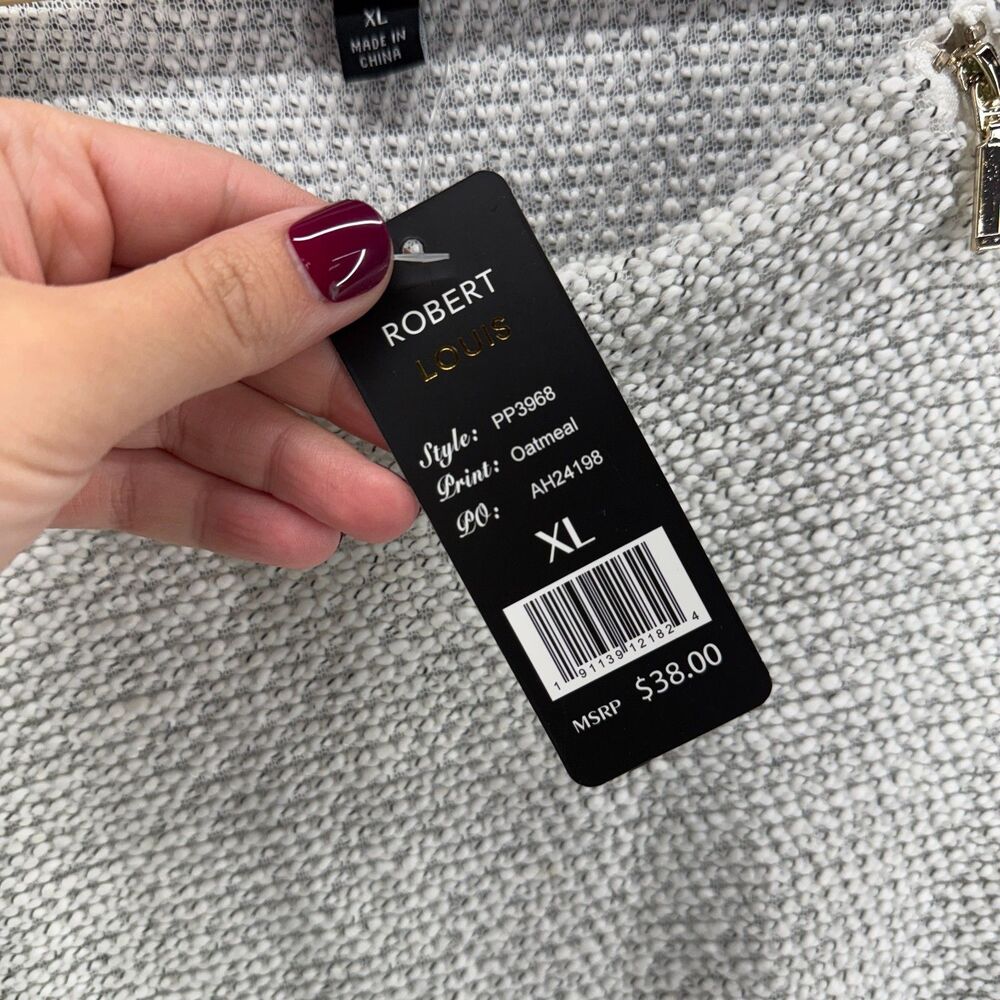 XL
MADE IN
CHINA
ROBERT
LOUIS
Style: PP3968
Print: Oatmeal
PO: AH24198
XL
1 91139 12182 4
MSRP $38.00